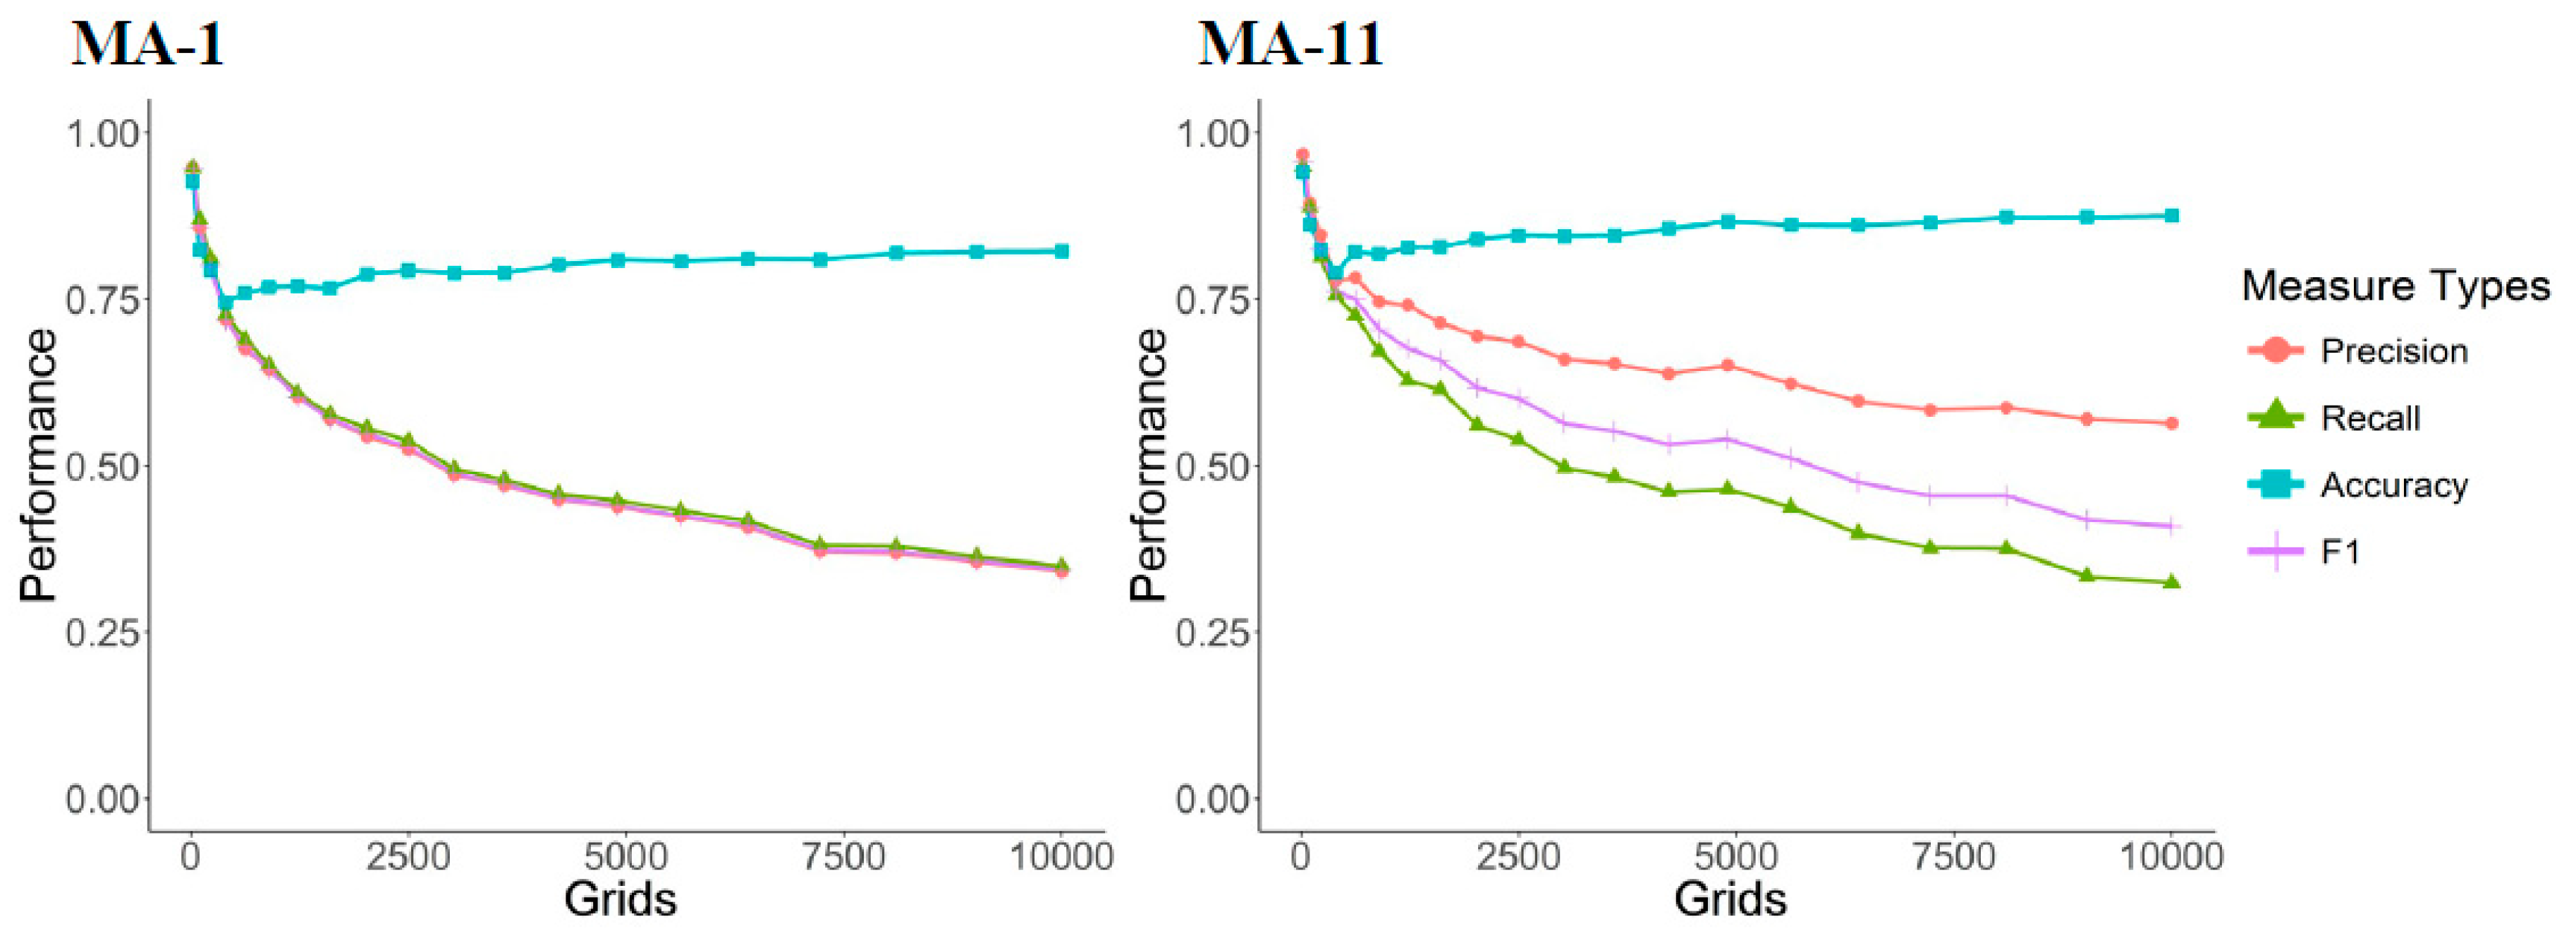 MA-1
1.00
0.75
0.50
0.25
0.00
Performance
0 2500 5000 7500 10000
Grids
MA-11
1.00
0.75
0.50
0.25
0.00
Performance
0 2500 5000 7500 10000
Grids
Measure Types
Precision
Recall
Accuracy
F1